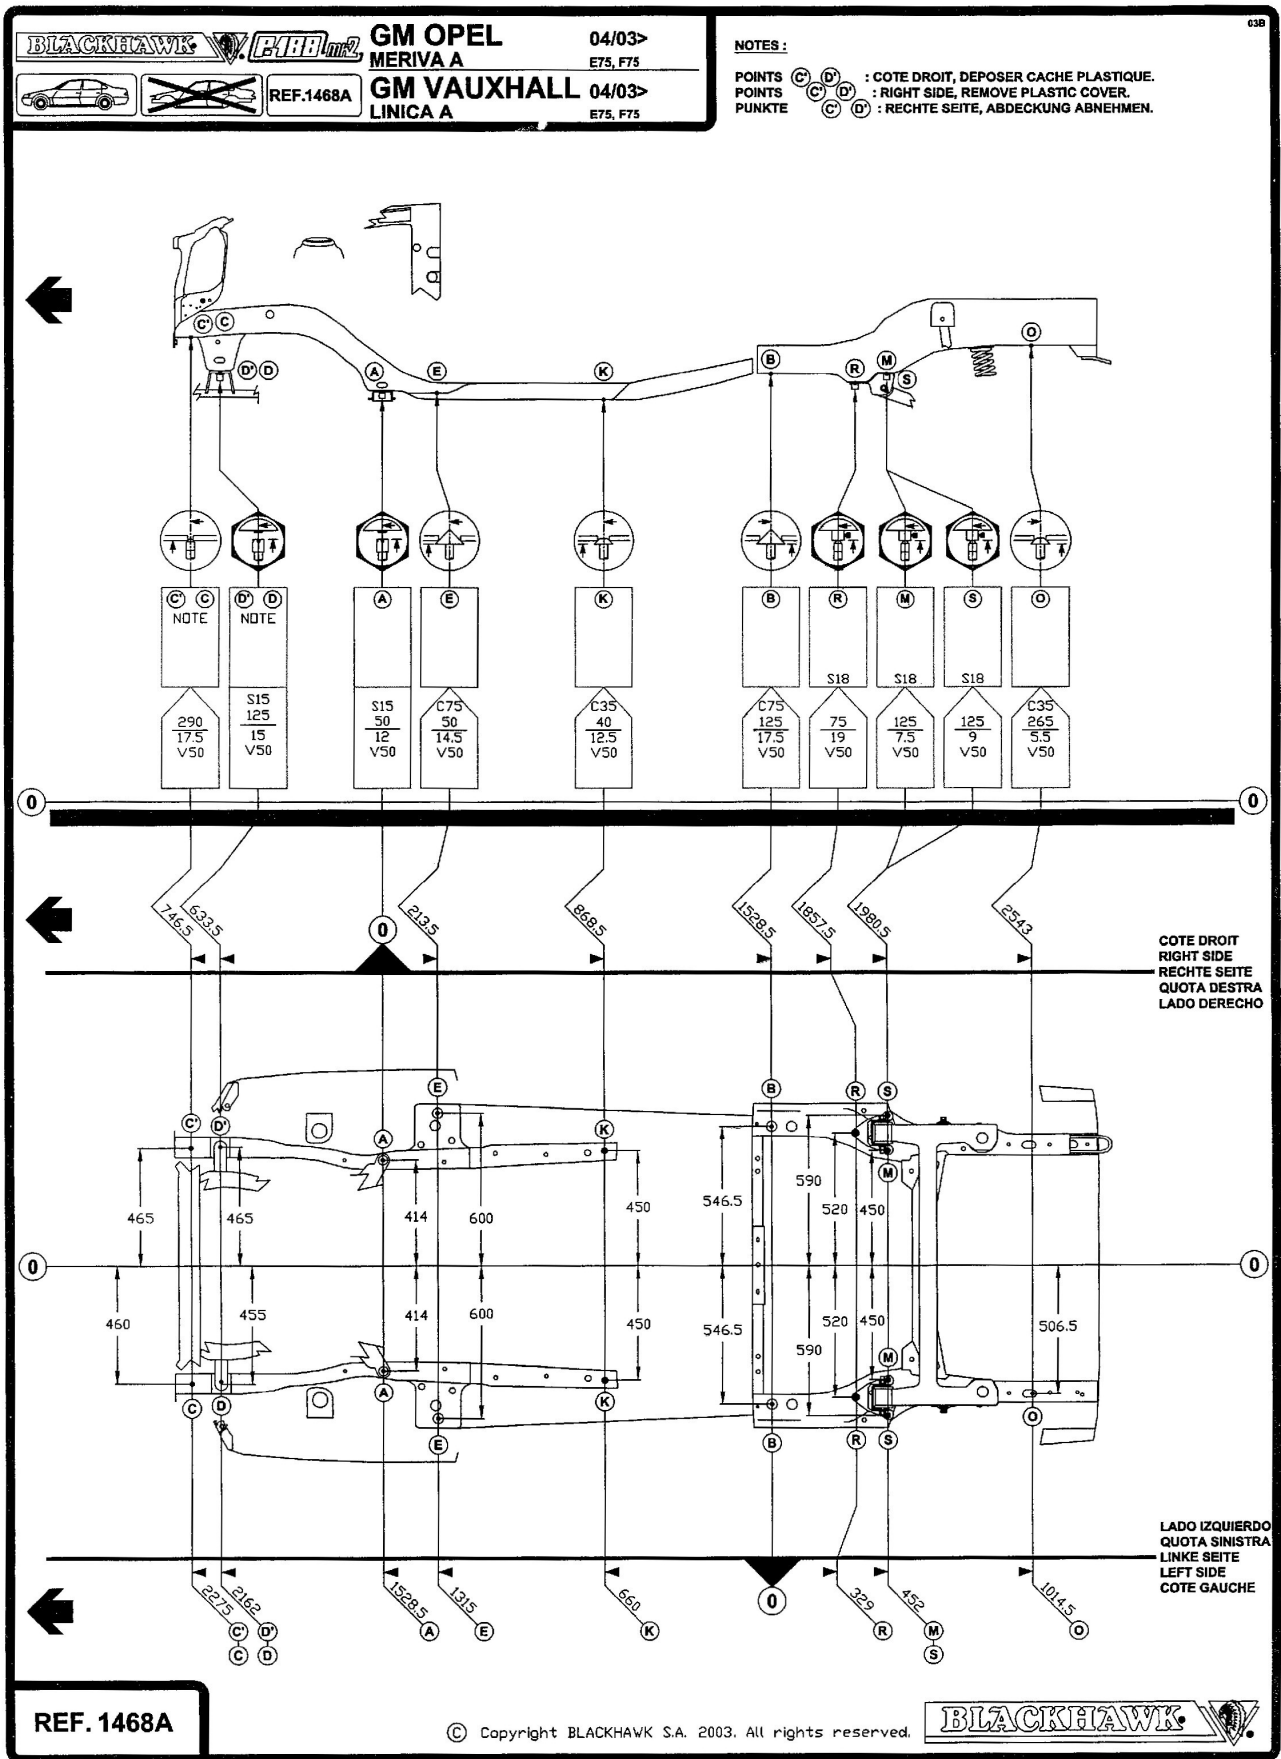 03B
BLACKHAWK P-188 mr2
GM OPEL 04/03>
MERIVA A E75, F75
GM VAUXHALL 04/03>
LINICA A E75, F75
REF.1468A
NOTES :
POINTS C' D' : COTE DROIT, DEPOSER CACHE PLASTIQUE.
POINTS C' D' : RIGHT SIDE, REMOVE PLASTIC COVER.
PUNKTE C' D' : RECHTE SEITE, ABDECKUNG ABNEHMEN.
C' C D' D A E K B R M S O
C' C D' D A E K B R M S O
NOTE NOTE
S18 S18 S18
290 17.5 V50
S15 125 15 V50
S15 50 12 V50
C75 50 14.5 V50
C35 40 12.5 V50
C75 125 17.5 V50
75 19 V50
125 7.5 V50
125 9 V50
C35 265 5.5 V50
0 0
746.5 633.5 0 213.5 868.5 1528.5 1857.5 1980.5 2543
COTE DROIT
RIGHT SIDE
RECHTE SEITE
QUOTA DESTRA
LADO DERECHO
C' D' A E K B R S M
465 465 414 600 450 546.5 590 520 450
0 0
460 455 414 600 450 546.5 590 520 450 506.5
C D A E K B R M S O
LADO IZQUIERDO
QUOTA SINISTRA
LINKE SEITE
LEFT SIDE
COTE GAUCHE
2275 2162 1528.5 1315 660 0 329 452 1014.5
C' D' A E K R M O
C D S
REF. 1468A
© Copyright BLACKHAWK S.A. 2003. All rights reserved.
BLACKHAWK